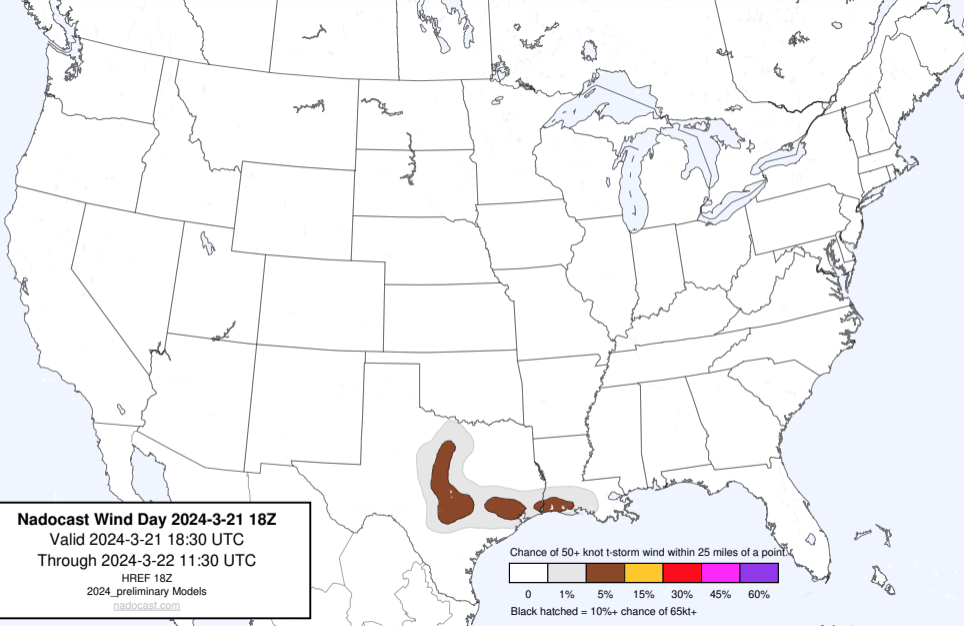 Nadocast Wind Day 2024-3-21 18Z
Valid 2024-3-21 18:30 UTC
Through 2024-3-22 11:30 UTC
HREF 18Z
2024_preliminary Models
nadocast.com
Chance of 50+ knot t-storm wind within 25 miles of a point.
0 1% 5% 15% 30% 45% 60%
Black hatched = 10%+ chance of 65kt+